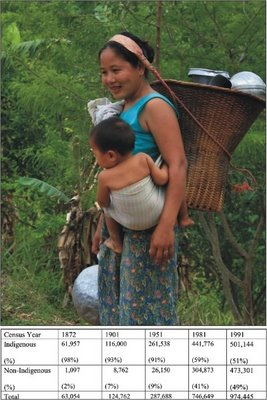 Census Year 1872 1901 1951 1981 1991
Indigenous 61,957 116,000 261,538 441,776 501,144
(%) (98%) (93%) (91%) (59%) (51%)
Non-Indigenous 1,097 8,762 26,150 304,873 473,301
(%) (2%) (7%) (9%) (41%) (49%)
Total 63,054 124,762 287,688 746,649 974,445